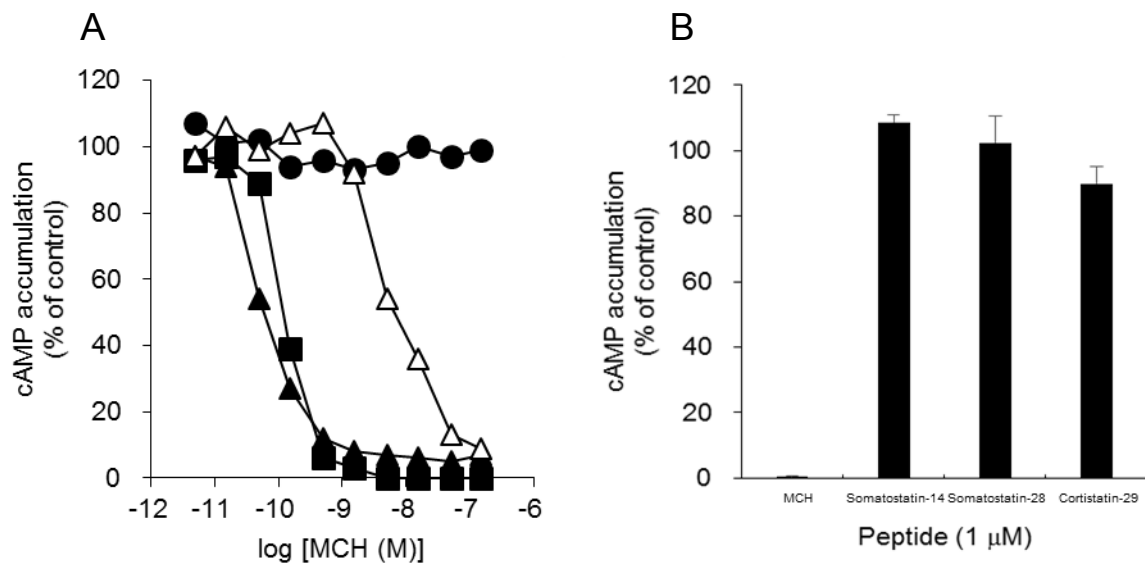 A
120
100
80
60
40
20
0
cAMP accumulation
(% of control)
-12 -11 -10 -9 -8 -7 -6
log [MCH (M)]
B
120
100
80
60
40
20
0
cAMP accumulation
(% of control)
MCH Somatostatin-14 Somatostatin-28 Cortistatin-29
Peptide (1 μM)